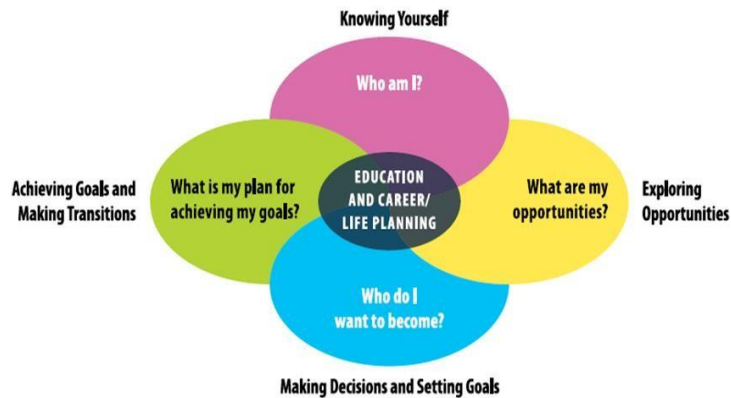 Knowing Yourself
Who am I?
Achieving Goals and
Making Transitions
What is my plan for
achieving my goals?
EDUCATION
AND CAREER/
LIFE PLANNING
What are my
opportunities?
Exploring
Opportunities
Who do I
want to become?
Making Decisions and Setting Goals